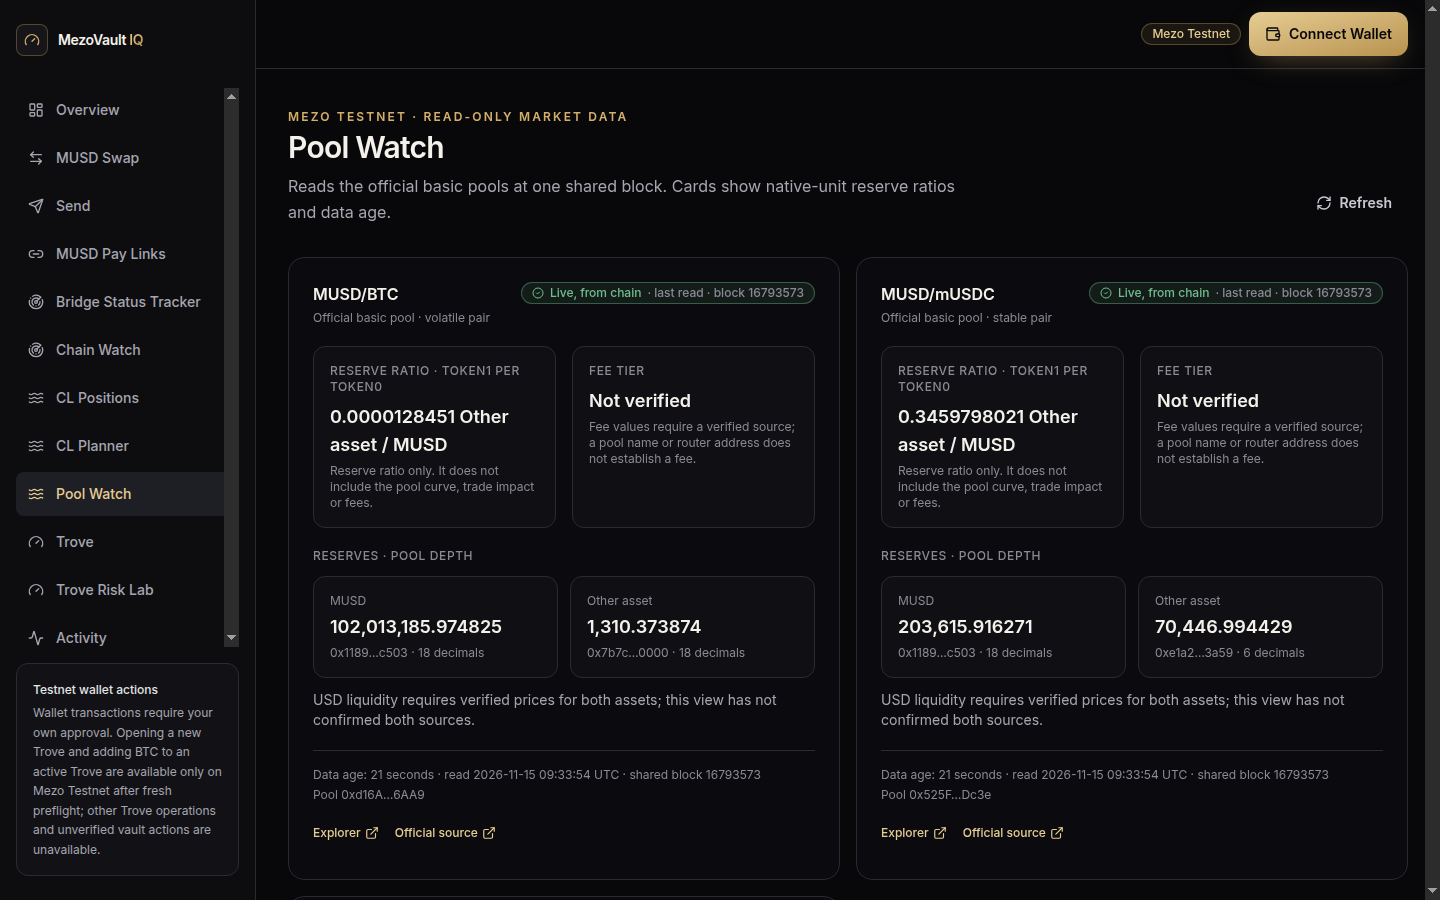 MezoVault IQ
Mezo Testnet
Connect Wallet
Overview
MUSD Swap
Send
MUSD Pay Links
Bridge Status Tracker
Chain Watch
CL Positions
CL Planner
Pool Watch
Trove
Trove Risk Lab
Activity
Testnet wallet actions
Wallet transactions require your
own approval. Opening a new
Trove and adding BTC to an
active Trove are available only on
Mezo Testnet after fresh
preflight; other Trove operations
and unverified vault actions are
unavailable.
MEZO TESTNET · READ-ONLY MARKET DATA
Pool Watch
Reads the official basic pools at one shared block. Cards show native-unit reserve ratios
and data age.
Refresh
MUSD/BTC
Live, from chain · last read · block 16793573
Official basic pool · volatile pair
RESERVE RATIO · TOKEN1 PER
TOKEN0
0.0000128451 Other
asset / MUSD
Reserve ratio only. It does not
include the pool curve, trade impact
or fees.
FEE TIER
Not verified
Fee values require a verified source;
a pool name or router address does
not establish a fee.
RESERVES · POOL DEPTH
MUSD
102,013,185.974825
0x1189…c503 · 18 decimals
Other asset
1,310.373874
0x7b7c…0000 · 18 decimals
USD liquidity requires verified prices for both assets; this view has not
confirmed both sources.
Data age: 21 seconds · read 2026-11-15 09:33:54 UTC · shared block 16793573
Pool 0xd16A…6AA9
Explorer
Official source
MUSD/mUSDC
Live, from chain · last read · block 16793573
Official basic pool · stable pair
RESERVE RATIO · TOKEN1 PER
TOKEN0
0.3459798021 Other
asset / MUSD
Reserve ratio only. It does not
include the pool curve, trade impact
or fees.
FEE TIER
Not verified
Fee values require a verified source;
a pool name or router address does
not establish a fee.
RESERVES · POOL DEPTH
MUSD
203,615.916271
0x1189…c503 · 18 decimals
Other asset
70,446.994429
0xe1a2…3a59 · 6 decimals
USD liquidity requires verified prices for both assets; this view has not
confirmed both sources.
Data age: 21 seconds · read 2026-11-15 09:33:54 UTC · shared block 16793573
Pool 0x525F…Dc3e
Explorer
Official source